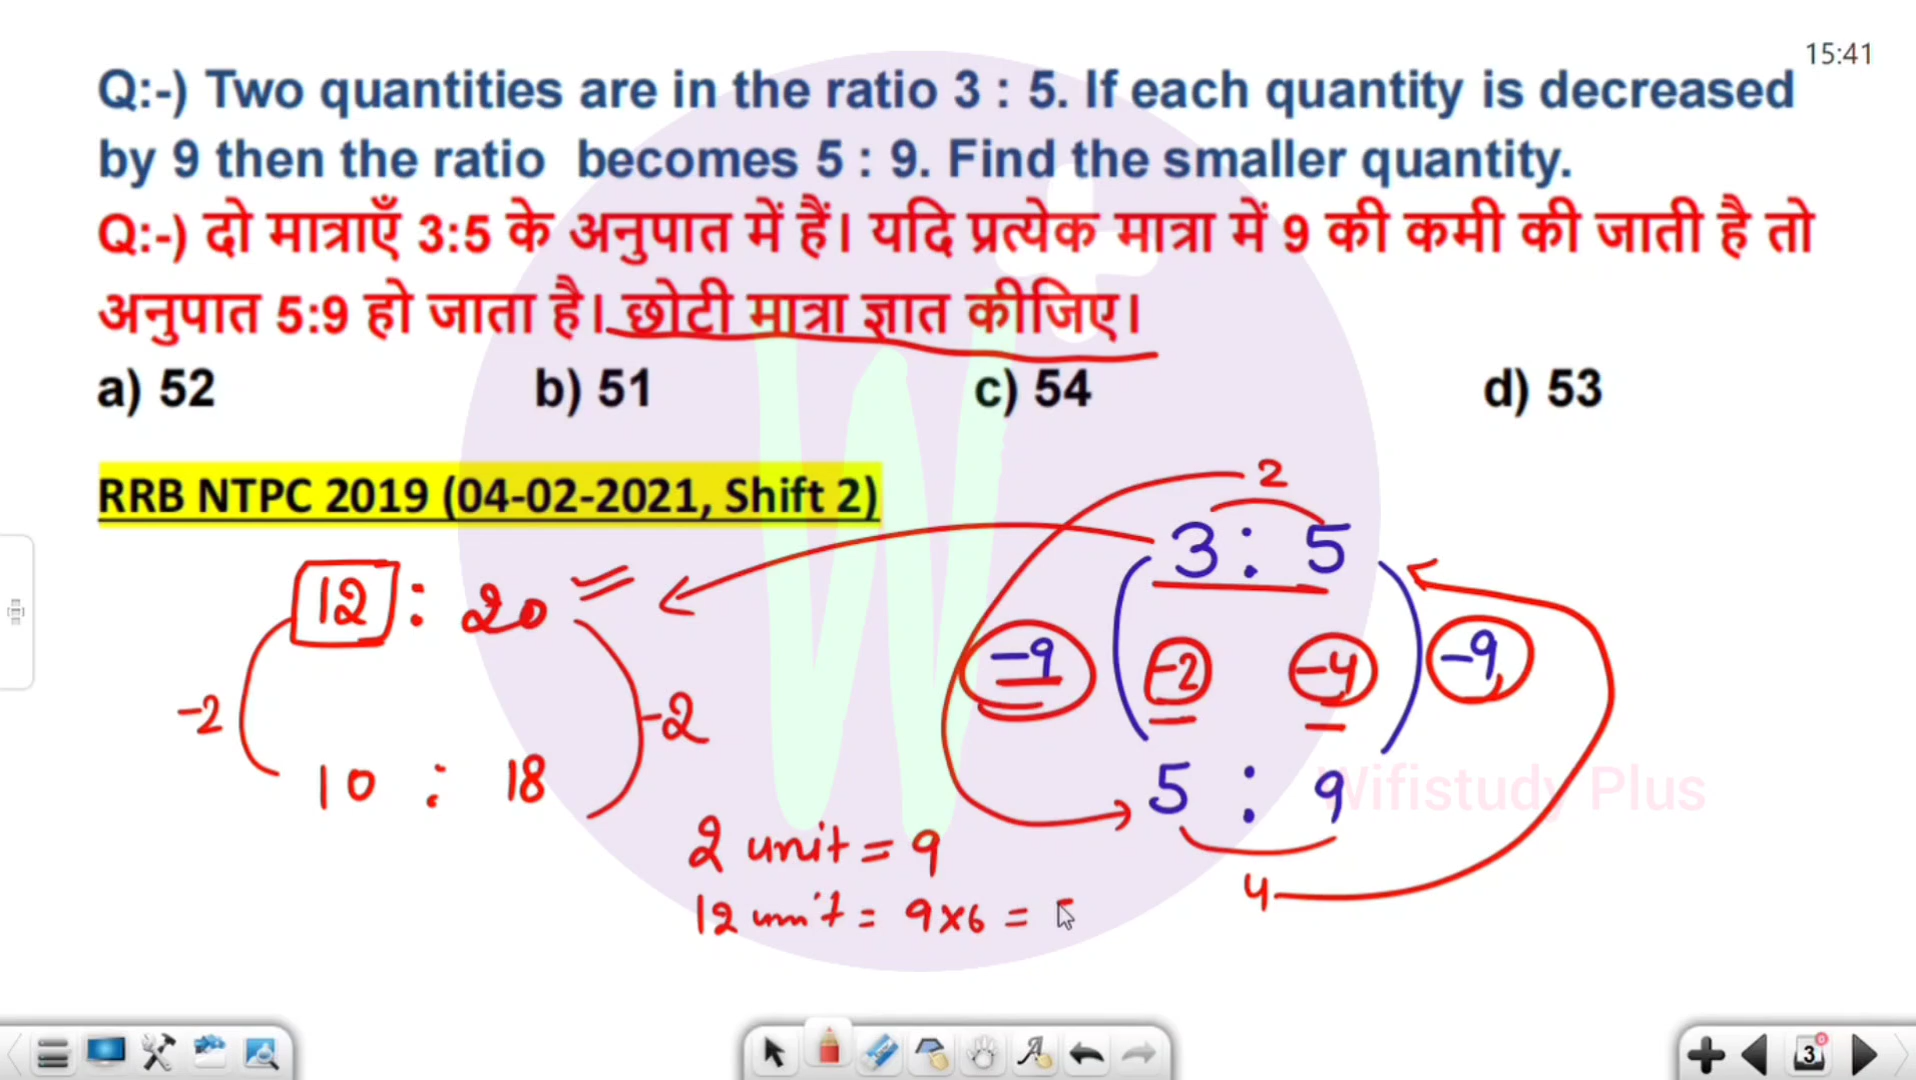 15:41
Q:-) Two quantities are in the ratio 3 : 5. If each quantity is decreased
by 9 then the ratio becomes 5 : 9. Find the smaller quantity.
Q:-) दो मात्राएँ 3:5 के अनुपात में हैं। यदि प्रत्येक मात्रा में 9 की कमी की जाती है तो
अनुपात 5:9 हो जाता है। छोटी मात्रा ज्ञात कीजिए।
a) 52 b) 51 c) 54 d) 53
RRB NTPC 2019 (04-02-2021, Shift 2)
2
3 : 5
12 : 20
-9 -2 -4 -9
-2 -2
10 : 18
5 : 9
Wifistudy Plus
2 unit = 9
4
12 unit = 9x6 = 5
3